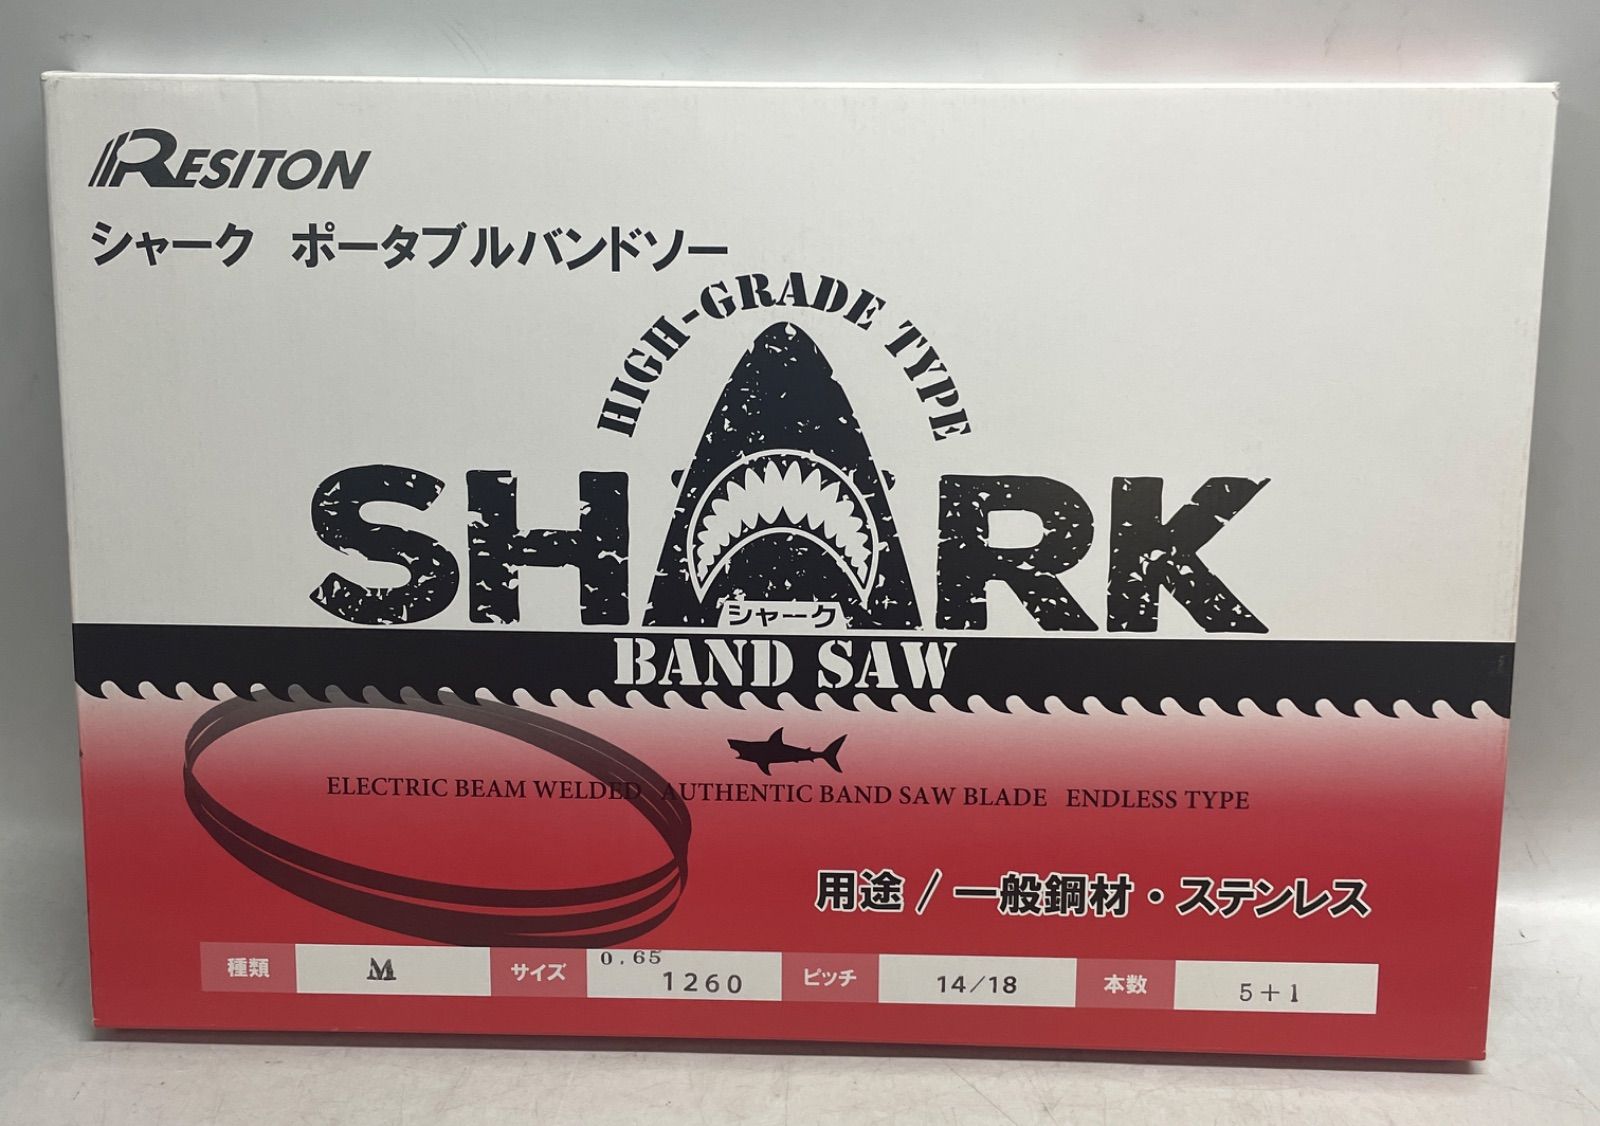 RESITON
シャーク ポータブルバンドソー
HIGH-GRADE TYPE
SHARK
シャーク
BAND SAW
ELECTRIC BEAM WELDED AUTHENTIC BAND SAW BLADE ENDLESS TYPE
用途 / 一般鋼材・ステンレス
種類 M サイズ 0.65 1260 ピッチ 14/18 本数 5+1